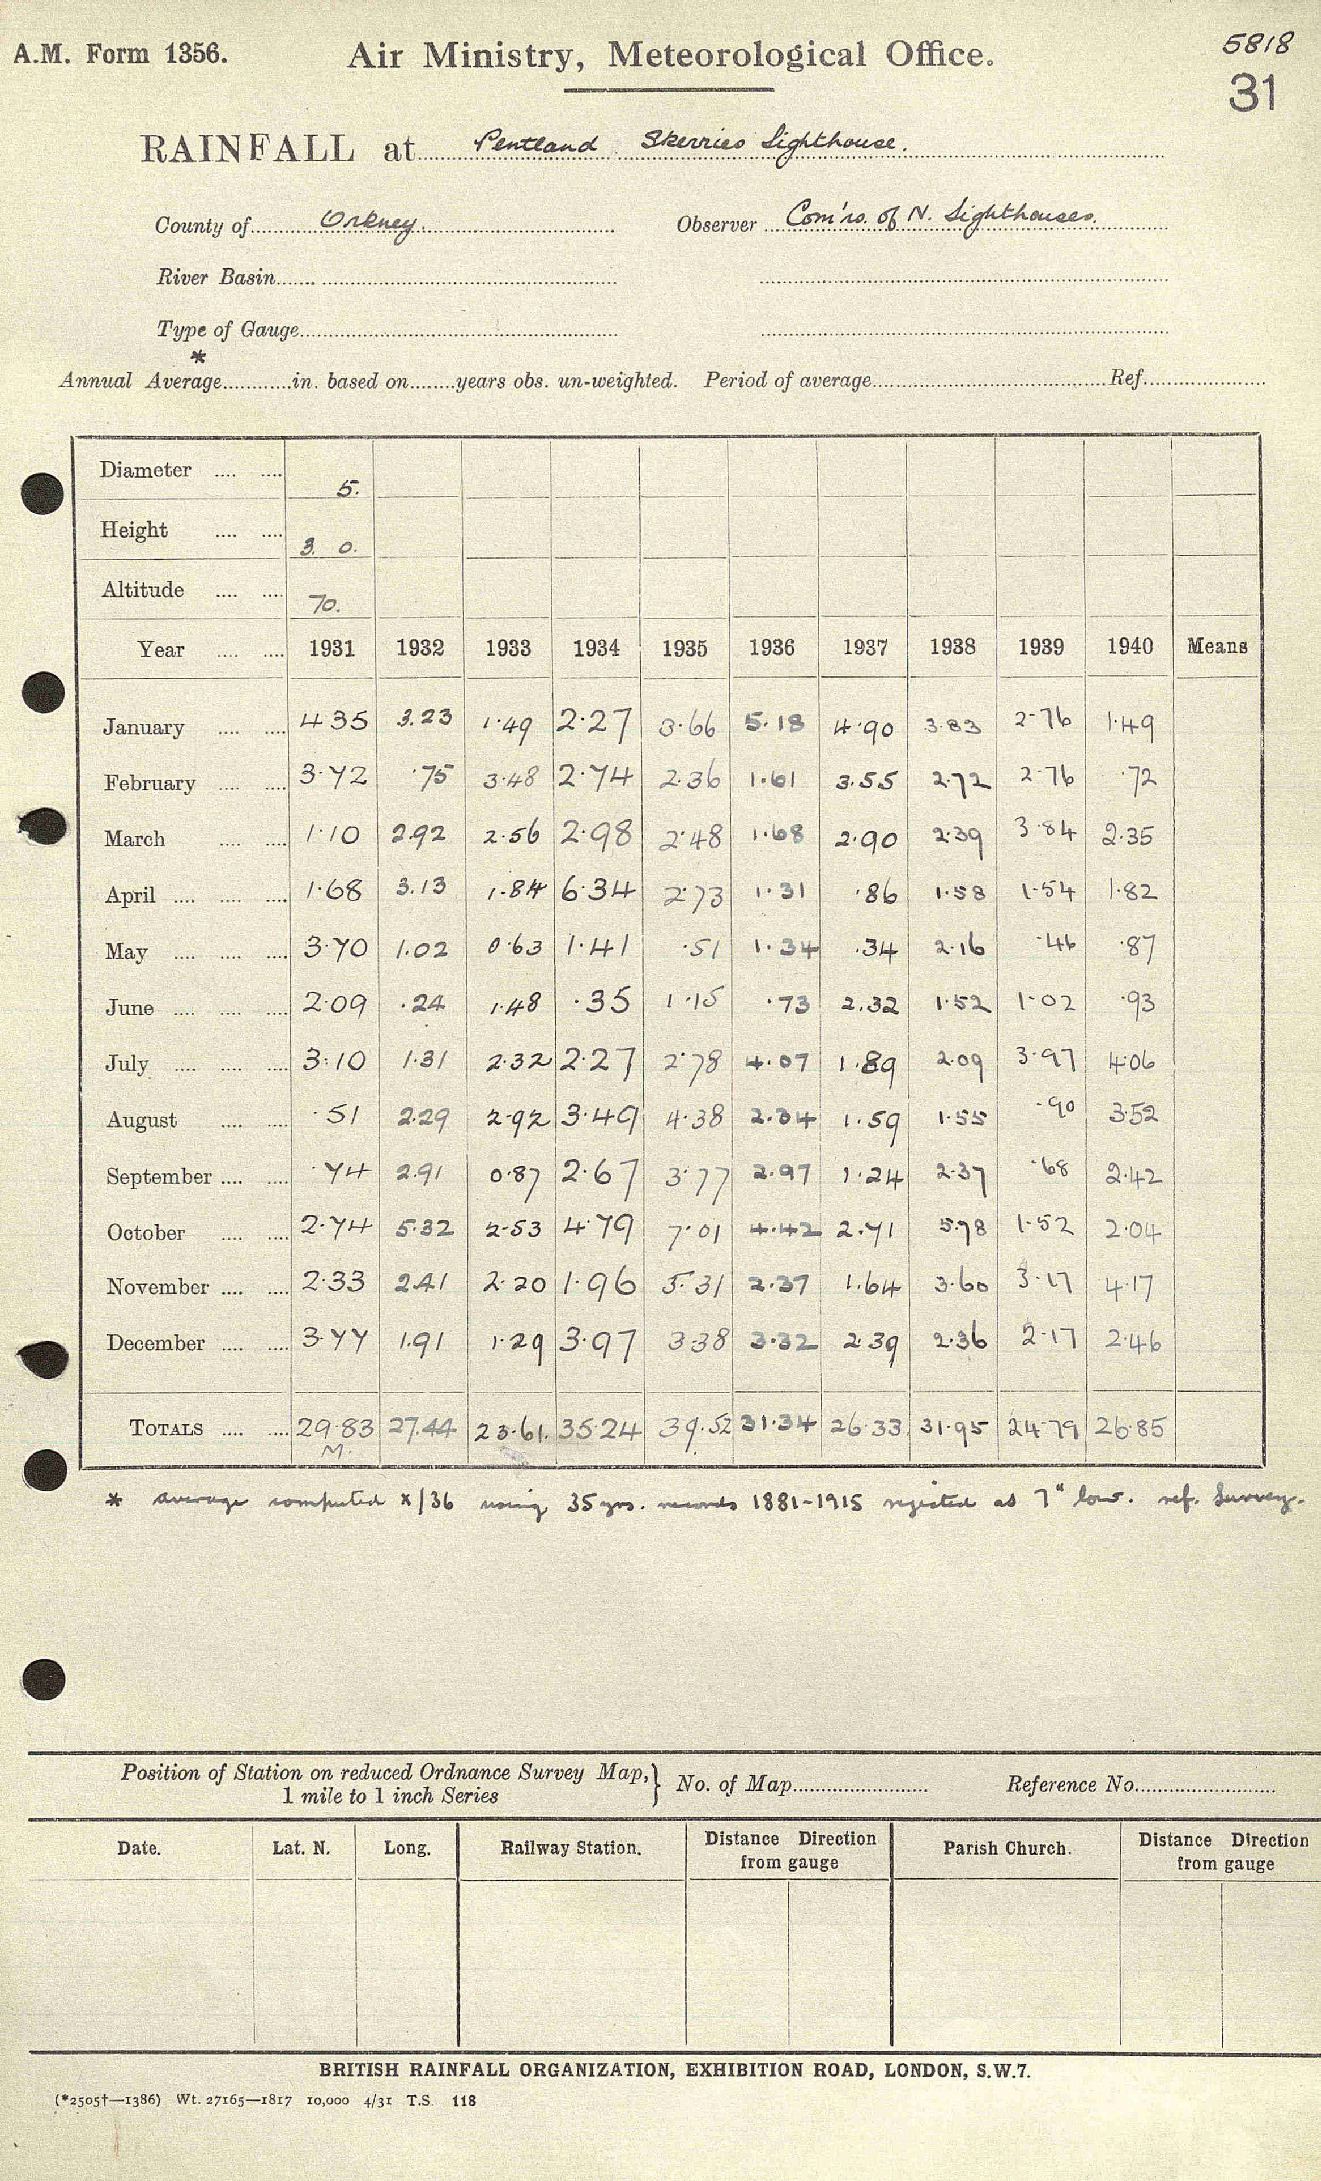 A.M. Form 1356. Air Ministry, Meteorological Office. 5818
31
RAINFALL at Pentland Skerries Lighthouse.
County of Orkney. Observer Com'rs. of N. Lighthouses.
River Basin
Type of Gauge
*
Annual Average in. based on years obs. un-weighted. Period of average Ref.
Diameter 5.
Height 3. 0.
Altitude 70.
Year 1931 1932 1933 1934 1935 1936 1937 1938 1939 1940 Means
January 4·35 3.23 1·49 2·27 3·66 5.18 4·90 3·83 2·76 1·49
February 3·72 ·75 3·48 2·74 2·36 1.61 3.55 2·72 2·76 ·72
March 1·10 2.92 2·56 2·98 2·48 1·68 2·90 2·39 3·84 2·35
April 1·68 3.13 1·84 6·34 2·73 1·31 ·86 1·58 1·54 1·82
May 3·70 1.02 0·63 1·41 ·51 1·34 ·34 2·16 ·46 ·87
June 2·09 ·24 1·48 ·35 1·15 ·73 2.32 1·52 1·02 ·93
July 3·10 1.31 2·32 2·27 2·78 4·07 1·89 2·09 3·97 4·06
August ·51 2.29 2·92 3·49 4·38 2·34 1·59 1·55 ·90 3·52
September ·74 2.91 0·87 2·67 3·77 2·97 1·24 2·37 ·68 2·42
October 2·74 5.32 2·53 4·79 7·01 4·42 2·71 5·78 1·52 2·04
November 2·33 2.41 2·20 1·96 5·31 2·37 1·64 3·60 3·17 4·17
December 3·77 1.91 1·29 3·97 3·38 3·32 2·39 2·36 2·17 2·46
TOTALS 29·83 27.44 23·61. 35·24 39.52 31·34 26·33 31·95 24·79 26·85
M.
* average computed x/36 using 35 yrs. records 1881-1915 rejected as 7" low. ref. Survey.
Position of Station on reduced Ordnance Survey Map, } No. of Map Reference No.
1 mile to 1 inch Series
Date. Lat. N. Long. Railway Station. Distance Direction Parish Church. Distance Direction
from gauge from gauge
BRITISH RAINFALL ORGANIZATION, EXHIBITION ROAD, LONDON, S.W.7.
(*2505†—1386) Wt. 27165—1817 10,000 4/31 T.S. 118